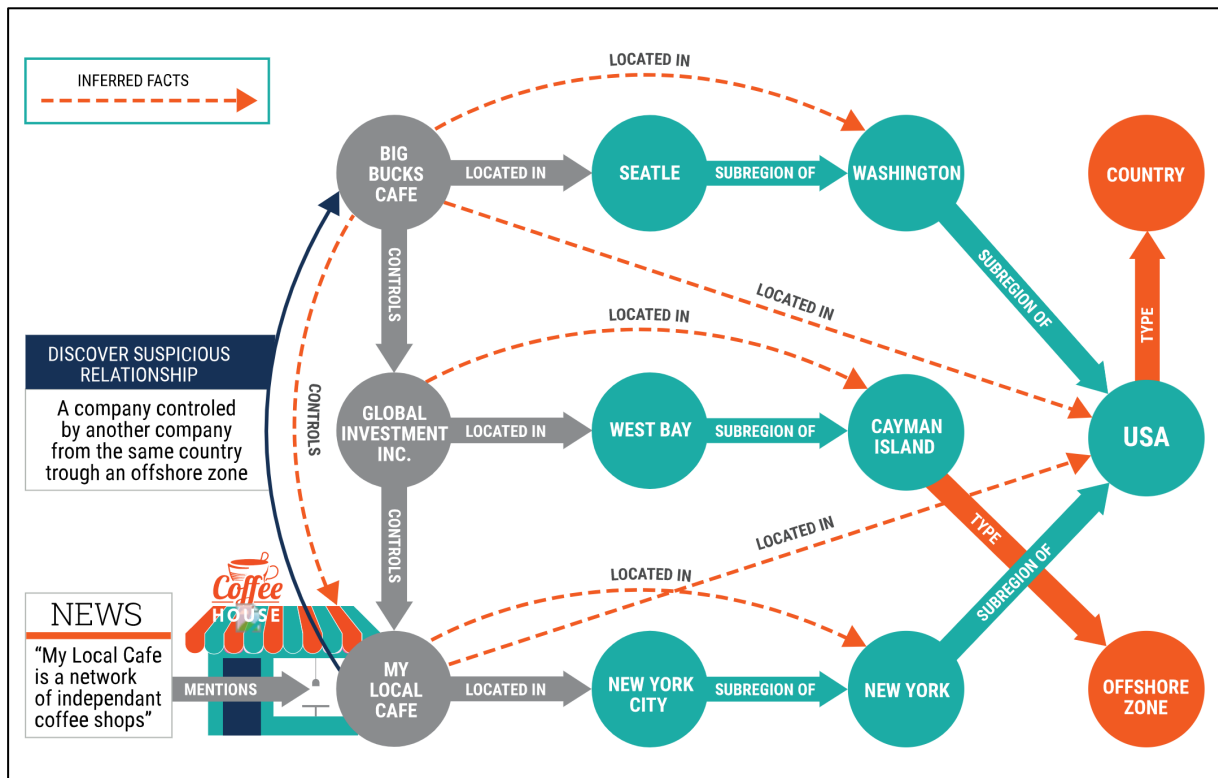 INFERRED FACTS
LOCATED IN
BIG
BUCKS
CAFE
LOCATED IN
SEATLE
SUBREGION OF
WASHINGTON
COUNTRY
CONTROLS
SUBREGION OF
TYPE
LOCATED IN
LOCATED IN
DISCOVER SUSPICIOUS
RELATIONSHIP
A company controled
by another company
from the same country
trough an offshore zone
CONTROLS
GLOBAL
INVESTMENT
INC.
LOCATED IN
WEST BAY
SUBREGION OF
CAYMAN
ISLAND
USA
CONTROLS
LOCATED IN
TYPE
SUBREGION OF
LOCATED IN
Coffee
HOUSE
NEWS
"My Local Cafe
is a network
of independant
coffee shops"
MENTIONS
MY
LOCAL
CAFE
LOCATED IN
NEW YORK
CITY
SUBREGION OF
NEW YORK
OFFSHORE
ZONE